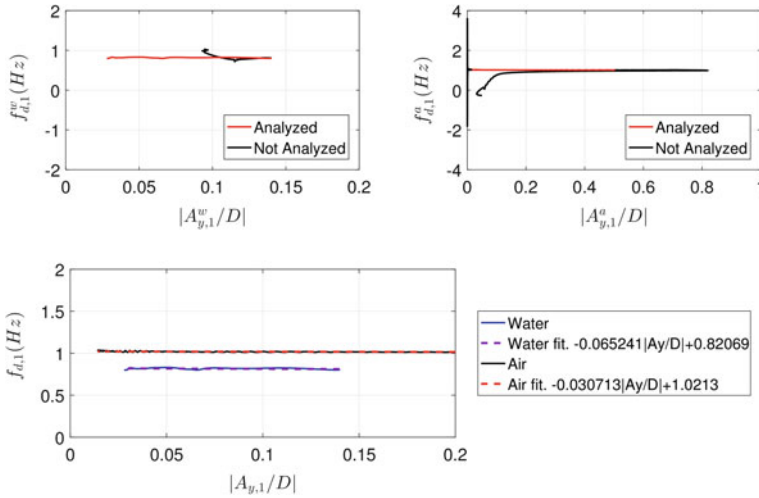 2
1
0
-1
-2
0
0.05
0.1
0.15
0.2
f^w_{d,1}(Hz)
|A^w_{y,1}/D|
Analyzed
Not Analyzed
4
2
0
-2
-4
0
0.2
0.4
0.6
0.8
1
f^a_{d,1}(Hz)
|A^a_{y,1}/D|
Analyzed
Not Analyzed
2
1.5
1
0.5
0
0
0.05
0.1
0.15
0.2
f_{d,1}(Hz)
|A_{y,1}/D|
Water
Water fit. -0.065241|Ay/D|+0.82069
Air
Air fit. -0.030713|Ay/D|+1.0213